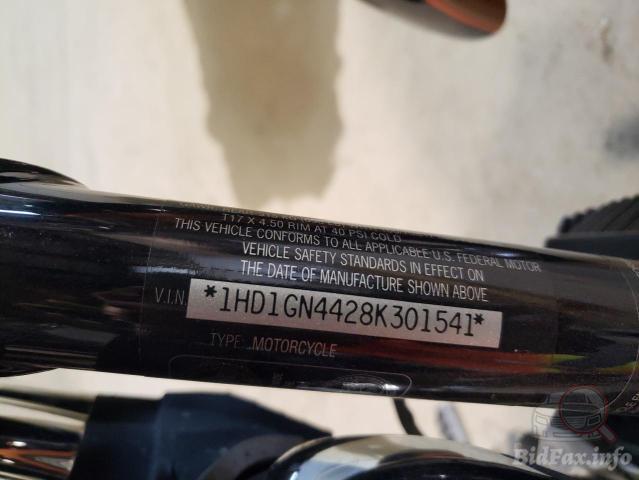 T17 X 4.50 RIM AT 40 PSI COLD
THIS VEHICLE CONFORMS TO ALL APPLICABLE U.S. FEDERAL MOTOR
VEHICLE SAFETY STANDARDS IN EFFECT ON
THE DATE OF MANUFACTURE SHOWN ABOVE
V.I.N. *1HD1GN4428K301541*
TYPE: MOTORCYCLE
BidFax.info